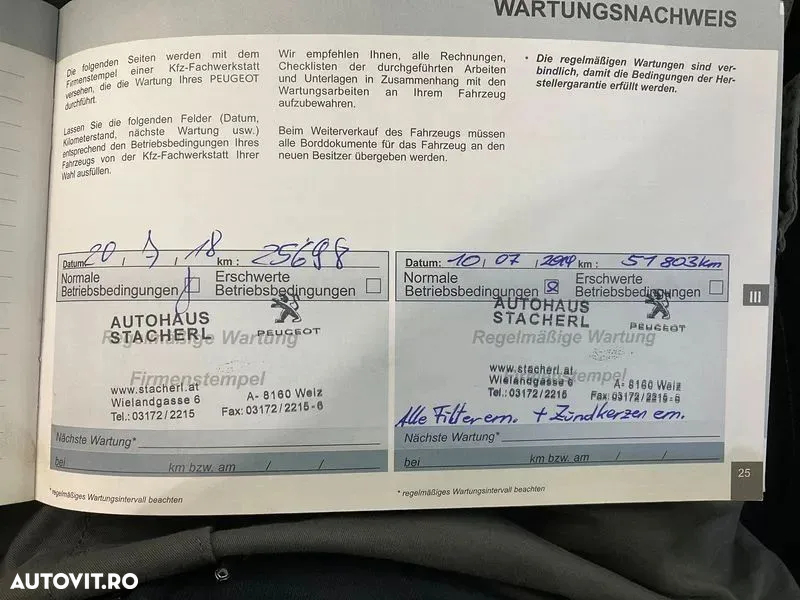 WARTUNGSNACHWEIS
Die folgenden Seiten werden mit dem
Firmenstempel einer Kfz-Fachwerkstatt
versehen, die die Wartung Ihres PEUGEOT
durchführt.
Lassen Sie die folgenden Felder (Datum,
Kilometerstand, nächste Wartung usw.)
entsprechend den Betriebsbedingungen Ihres
Fahrzeugs von der Kfz-Fachwerkstatt Ihrer
Wahl ausfüllen.
Wir empfehlen Ihnen, alle Rechnungen,
Checklisten der durchgeführten Arbeiten
und Unterlagen in Zusammenhang mit den
Wartungsarbeiten an Ihrem Fahrzeug
aufzubewahren.
Beim Weiterverkauf des Fahrzeugs müssen
alle Borddokumente für das Fahrzeug an den
neuen Besitzer übergeben werden.
* Die regelmäßigen Wartungen sind ver-
bindlich, damit die Bedingungen der Her-
stellergarantie erfüllt werden.
Datum: 20 / / 18 km : 25698
Normale
Betriebsbedingungen
Erschwerte
Betriebsbedingungen
AUTOHAUS
STACHERL
PEUGEOT
Regelmäßige Wartung
Firmenstempel
www.stacherl.at
Wielandgasse 6
Tel.: 03172/2215
A- 8160 Weiz
Fax: 03172/2215-6
Nächste Wartung*
bei km bzw. am / /
* regelmäßiges Wartungsintervall beachten
Datum: 10 / 07 / 2019 km : 51 803km
Normale
Betriebsbedingungen
Erschwerte
Betriebsbedingungen
AUTOHAUS
STACHERL
PEUGEOT
Regelmäßige Wartung
Firmenstempel
www.stacherl.at
Wielandgasse 6
Tel.: 03172/2215
A- 8160 Weiz
Fax: 03172/2215-6
Alle Filter ern. + Zündkerzen ern.
Nächste Wartung*
bei km bzw. am / /
* regelmäßiges Wartungsintervall beachten
III
25
AUTOVIT.RO